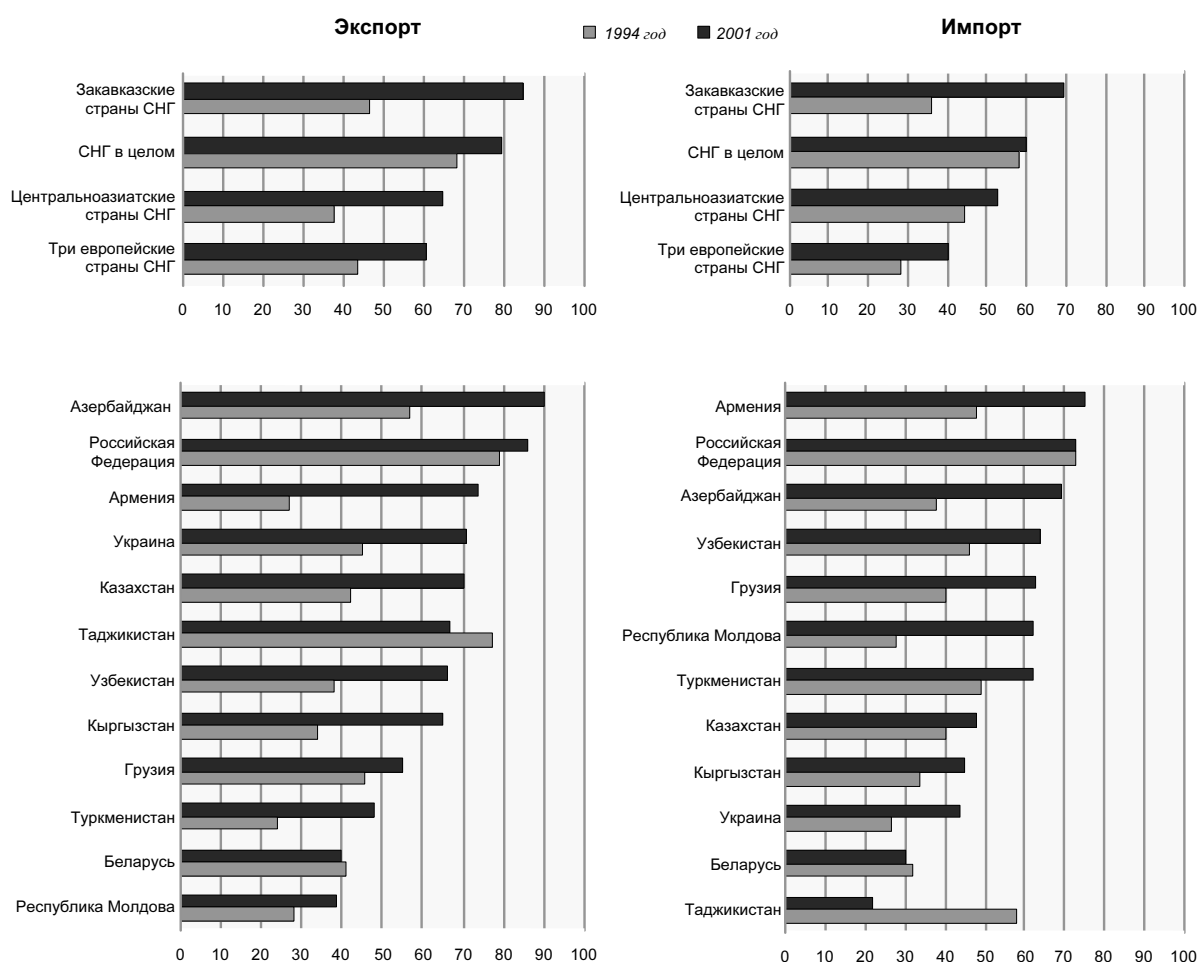 Экспорт
1994 год
2001 год
Импорт
Закавказские
страны СНГ
СНГ в целом
Центральноазиатские
страны СНГ
Три европейские
страны СНГ
0 10 20 30 40 50 60 70 80 90 100
Закавказские
страны СНГ
СНГ в целом
Центральноазиатские
страны СНГ
Три европейские
страны СНГ
0 10 20 30 40 50 60 70 80 90 100
Азербайджан
Российская
Федерация
Армения
Украина
Казахстан
Таджикистан
Узбекистан
Кыргызстан
Грузия
Туркменистан
Беларусь
Республика Молдова
0 10 20 30 40 50 60 70 80 90 100
Армения
Российская
Федерация
Азербайджан
Узбекистан
Грузия
Республика Молдова
Туркменистан
Казахстан
Кыргызстан
Украина
Беларусь
Таджикистан
0 10 20 30 40 50 60 70 80 90 100